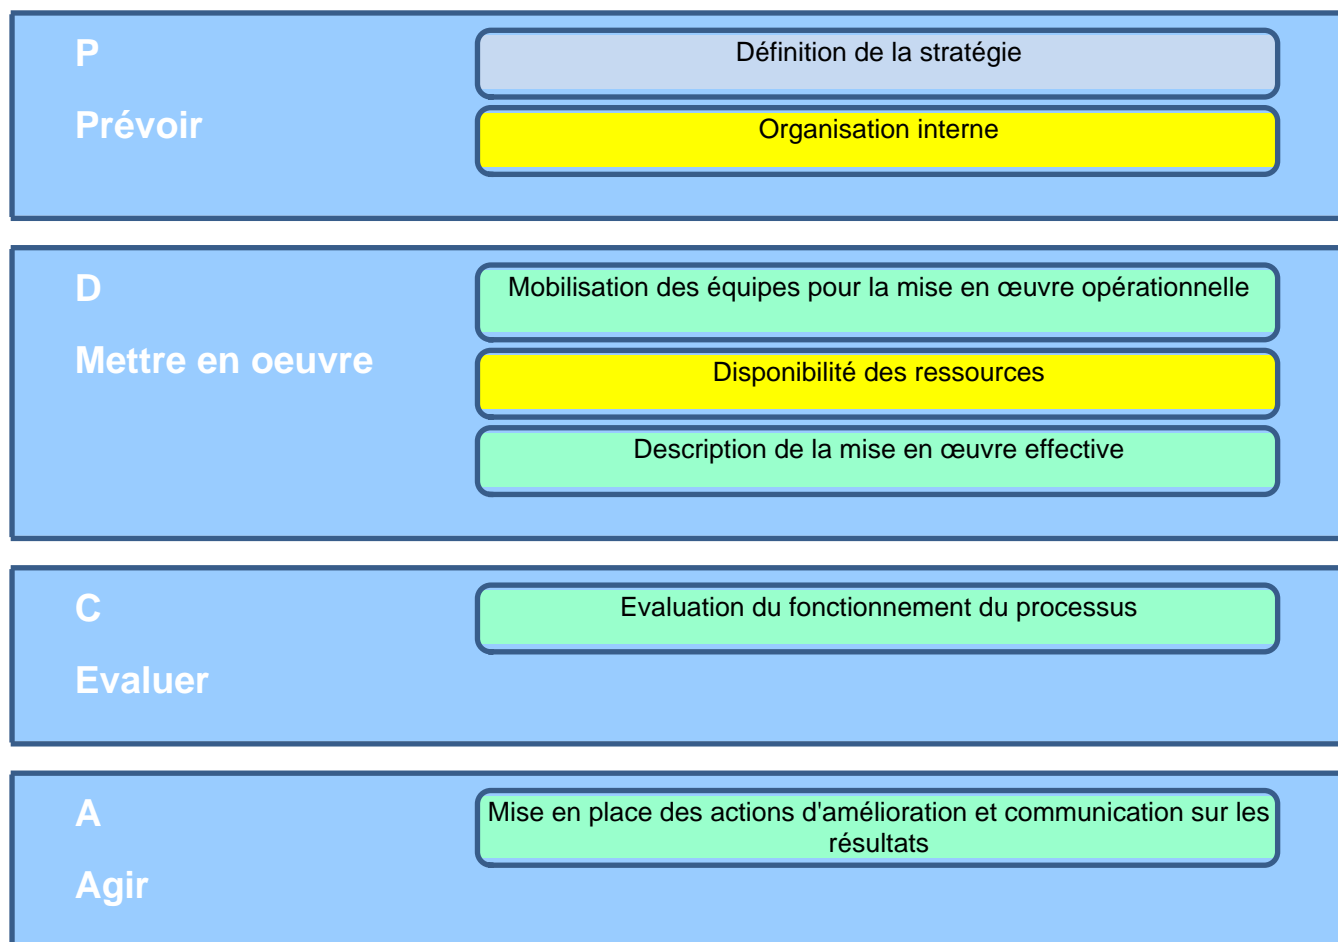 P
Prévoir
Définition de la stratégie
Organisation interne
D
Mettre en oeuvre
Mobilisation des équipes pour la mise en œuvre opérationnelle
Disponibilité des ressources
Description de la mise en œuvre effective
C
Evaluer
Evaluation du fonctionnement du processus
A
Agir
Mise en place des actions d'amélioration et communication sur les
résultats